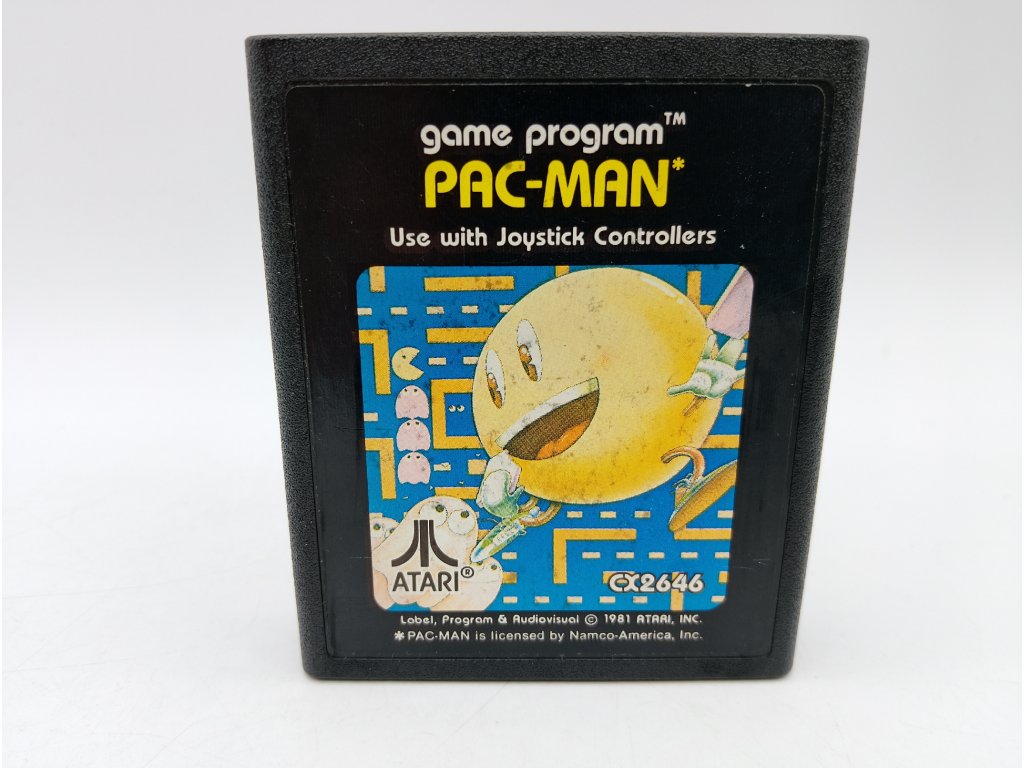 game program™
PAC-MAN*
Use with Joystick Controllers
ATARI®
CX2646
Label, Program & Audiovisual © 1981 ATARI, INC.
*PAC-MAN is licensed by Namco-America, Inc.